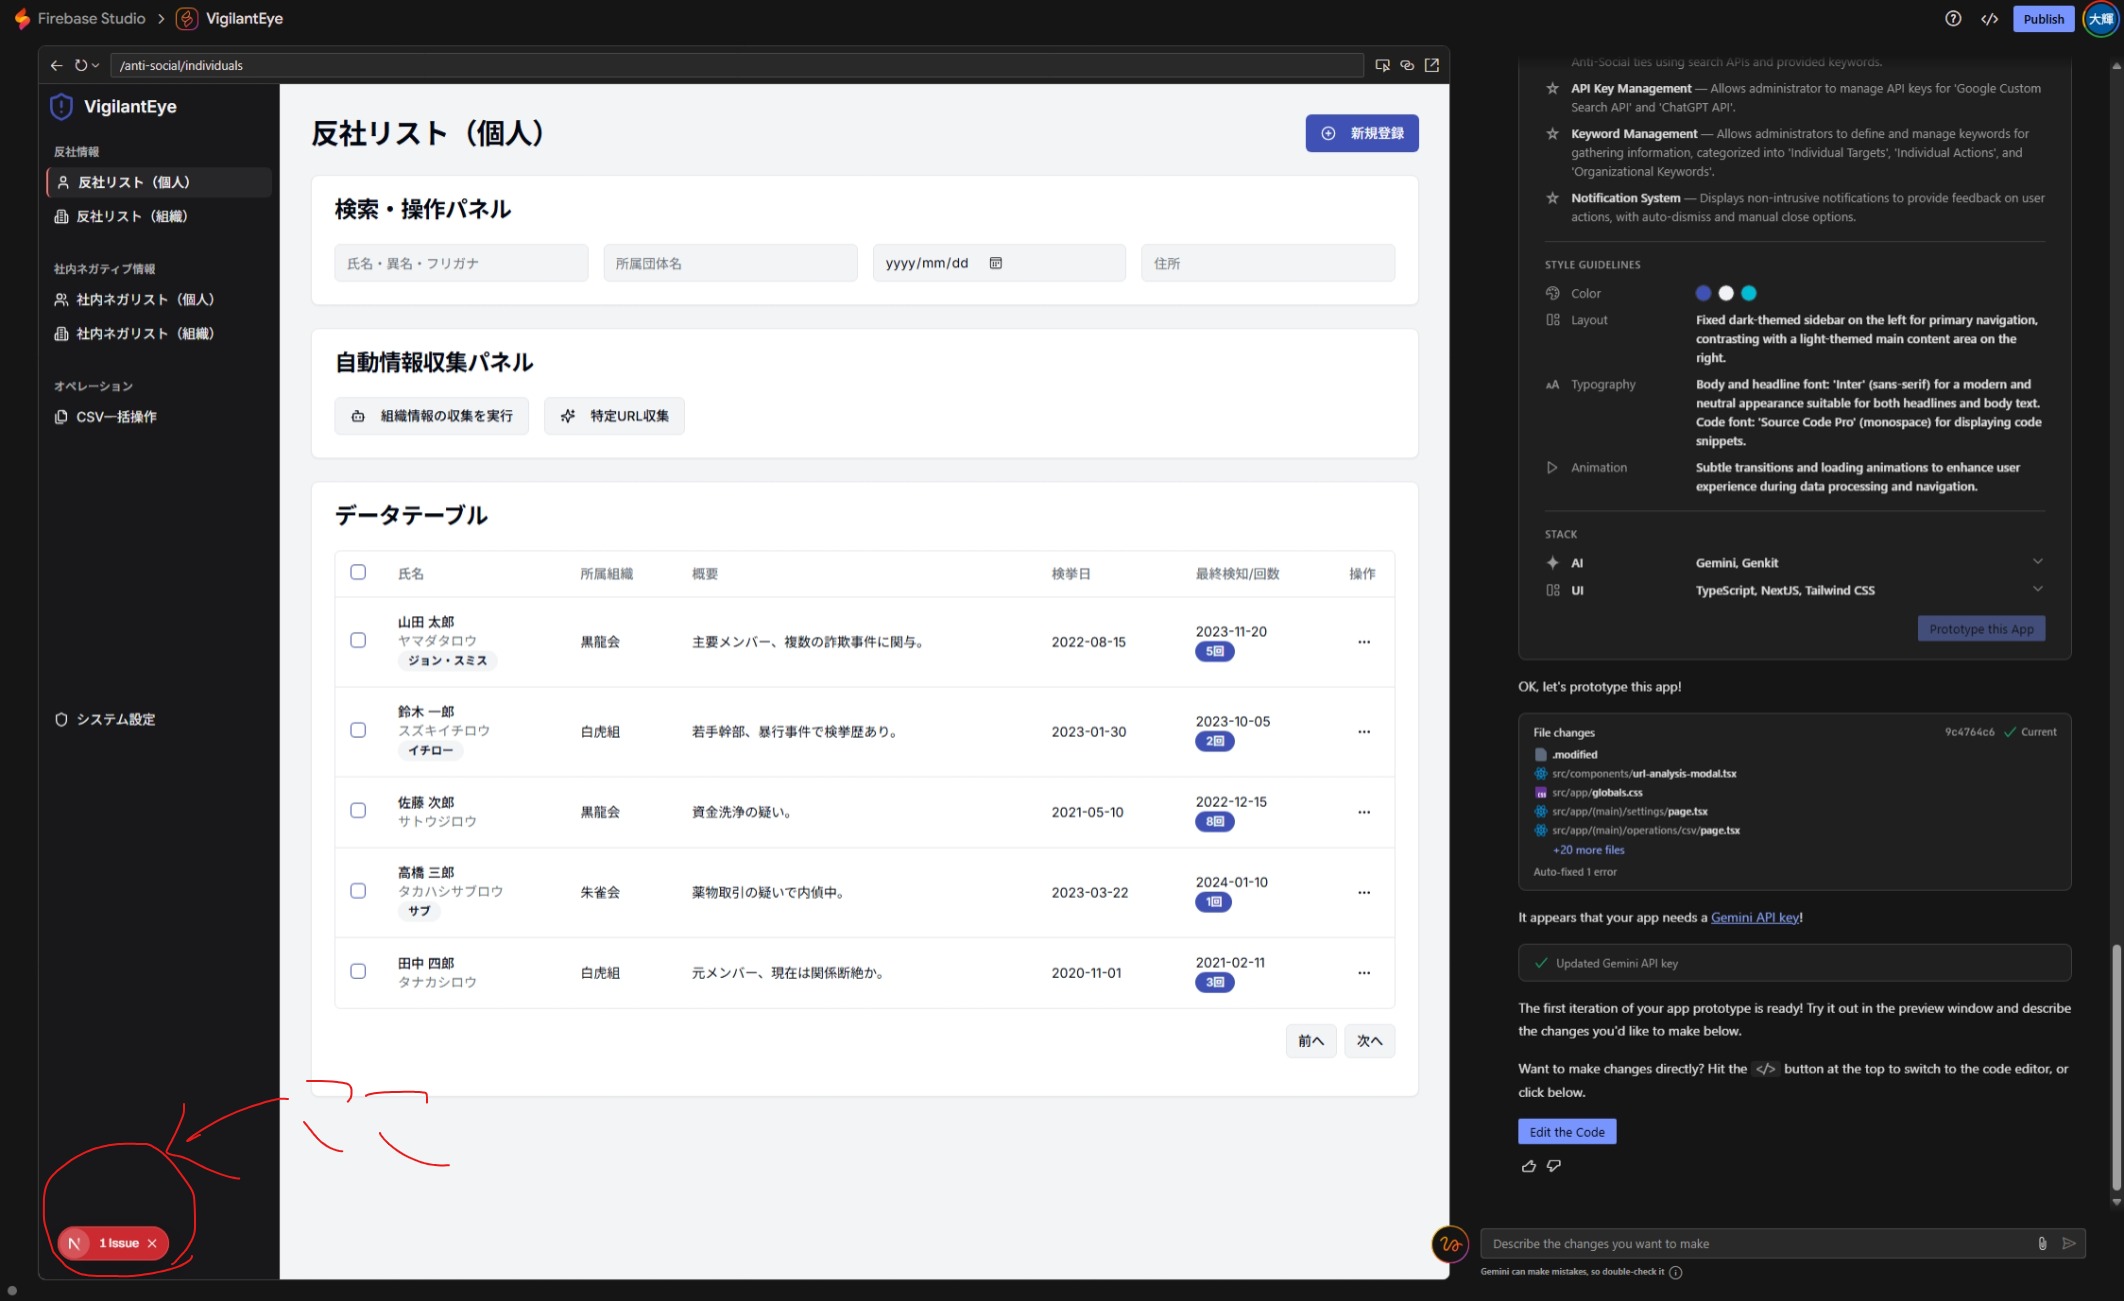 Firebase Studio > VigilantEye
Publish
大輝
/anti-social/individuals
VigilantEye
反社情報
反社リスト（個人）
反社リスト（組織）
社内ネガティブ情報
社内ネガリスト（個人）
社内ネガリスト（組織）
オペレーション
CSV一括操作
システム設定
N 1 Issue ×
反社リスト（個人）
新規登録
検索・操作パネル
氏名・異名・フリガナ
所属団体名
yyyy/mm/dd
住所
自動情報収集パネル
組織情報の収集を実行
特定URL収集
データテーブル
氏名 所属組織 概要 検挙日 最終検知/回数 操作
山田 太郎
ヤマダタロウ
ジョン・スミス
黒龍会
主要メンバー、複数の詐欺事件に関与。
2022-08-15
2023-11-20
5回
...
鈴木 一郎
スズキイチロウ
イチロー
白虎組
若手幹部、暴行事件で検挙歴あり。
2023-01-30
2023-10-05
2回
...
佐藤 次郎
サトウジロウ
黒龍会
資金洗浄の疑い。
2021-05-10
2022-12-15
8回
...
高橋 三郎
タカハシサブロウ
サブ
朱雀会
薬物取引の疑いで内偵中。
2023-03-22
2024-01-10
1回
...
田中 四郎
タナカシロウ
白虎組
元メンバー、現在は関係断絶か。
2020-11-01
2021-02-11
3回
...
前へ
次へ
Anti-Social ties using search APIs and provided keywords.
API Key Management — Allows administrator to manage API keys for 'Google Custom
Search API' and 'ChatGPT API'.
Keyword Management — Allows administrators to define and manage keywords for
gathering information, categorized into 'Individual Targets', 'Individual Actions', and
'Organizational Keywords'.
Notification System — Displays non-intrusive notifications to provide feedback on user
actions, with auto-dismiss and manual close options.
STYLE GUIDELINES
Color
Layout
Fixed dark-themed sidebar on the left for primary navigation,
contrasting with a light-themed main content area on the
right.
Typography
Body and headline font: 'Inter' (sans-serif) for a modern and
neutral appearance suitable for both headlines and body text.
Code font: 'Source Code Pro' (monospace) for displaying code
snippets.
Animation
Subtle transitions and loading animations to enhance user
experience during data processing and navigation.
STACK
AI Gemini, Genkit
UI TypeScript, NextJS, Tailwind CSS
Prototype this App
OK, let's prototype this app!
File changes 9c4764c6 ✓ Current
.modified
src/components/url-analysis-modal.tsx
src/app/globals.css
src/app/(main)/settings/page.tsx
src/app/(main)/operations/csv/page.tsx
+20 more files
Auto-fixed 1 error
It appears that your app needs a Gemini API key!
Updated Gemini API key
The first iteration of your app prototype is ready! Try it out in the preview window and describe
the changes you'd like to make below.
Want to make changes directly? Hit the </> button at the top to switch to the code editor, or
click below.
Edit the Code
Describe the changes you want to make
Gemini can make mistakes, so double-check it